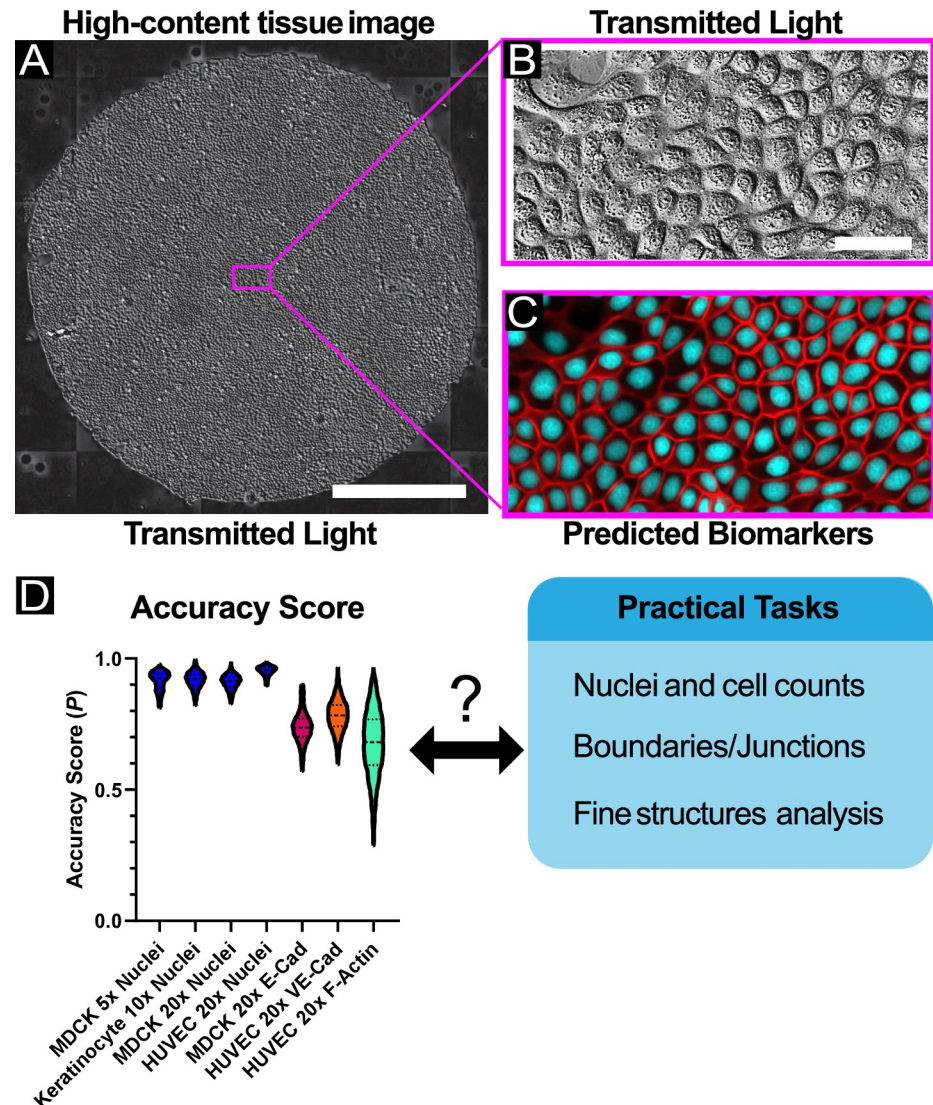 High-content tissue image
Transmitted Light
A
B
C
Transmitted Light
Predicted Biomarkers
D
Accuracy Score
Accuracy Score (P)
1.0
0.5
0.0
MDCK 5x Nuclei
Keratinocyte 10x Nuclei
MDCK 20x Nuclei
HUVEC 20x Nuclei
MDCK 20x E-Cad
HUVEC 20x VE-Cad
HUVEC 20x F-Actin
?
Practical Tasks
Nuclei and cell counts
Boundaries/Junctions
Fine structures analysis